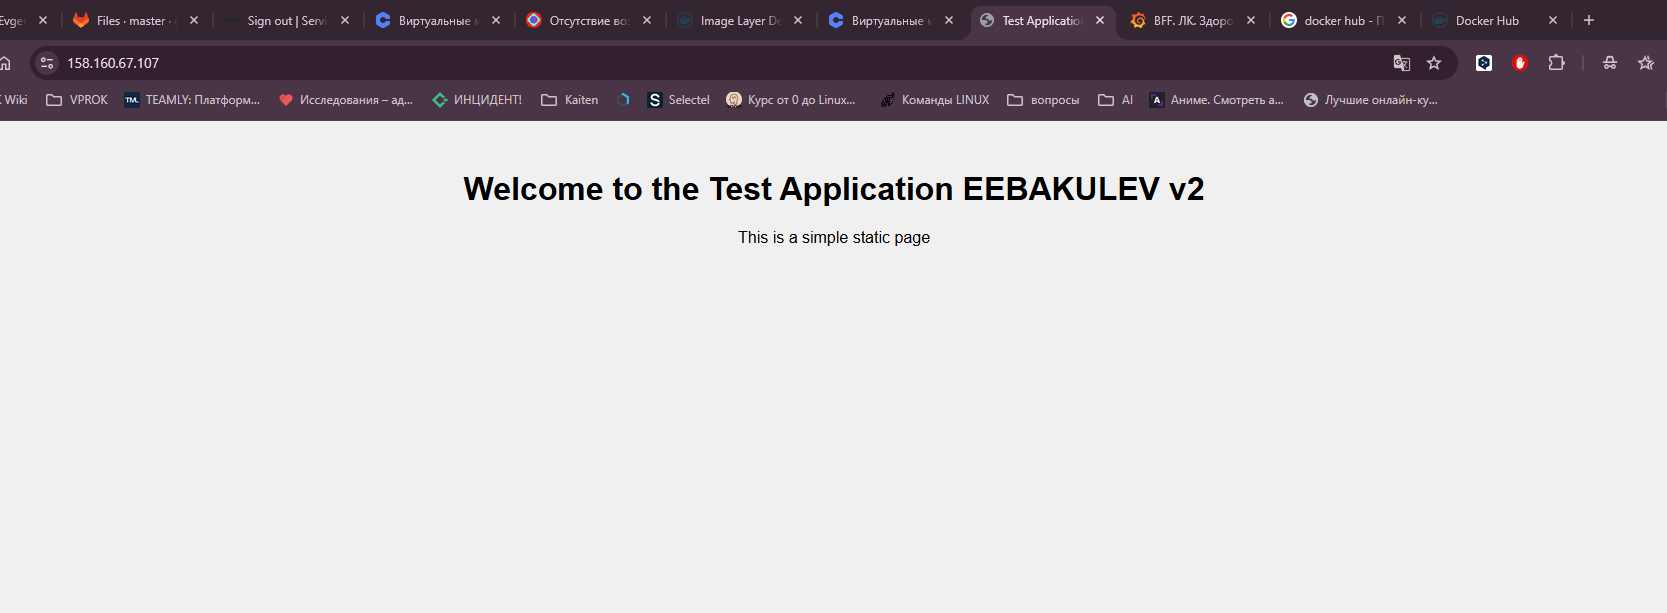 Evge Files · master · Sign out | Servi Виртуальные м Отсутствие воз Image Layer De Виртуальные м Test Application BFF. ЛК. Здоро docker hub - П Docker Hub
158.160.67.107
Wiki VPROK TEAMLY: Платформ... Исследования – ад... ИНЦИДЕНТ! Kaiten Selectel Курс от 0 до Linux... Команды LINUX вопросы AI Аниме. Смотреть а... Лучшие онлайн-ку...
Welcome to the Test Application EEBAKULEV v2
This is a simple static page